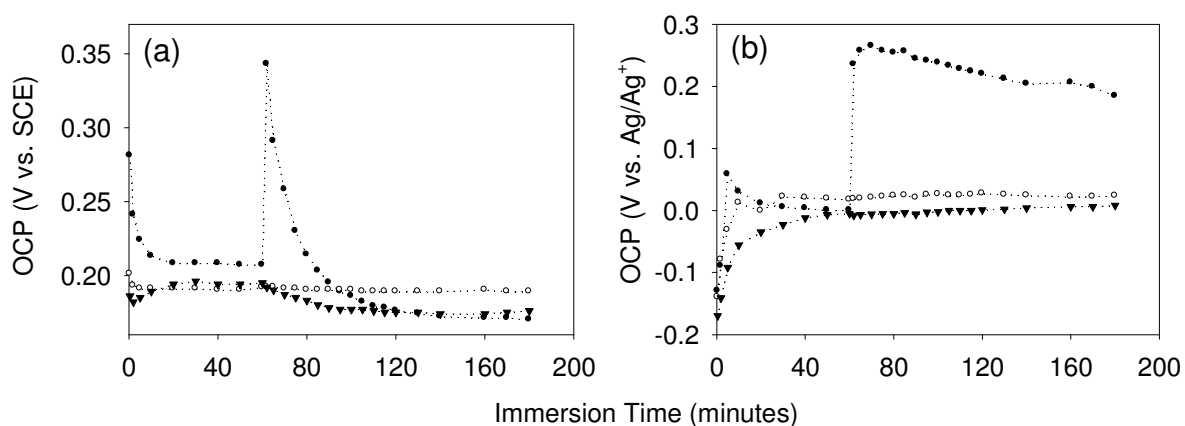 (a)
OCP (V vs. SCE)
0.35
0.30
0.25
0.20
0 40 80 120 160 200
(b)
OCP (V vs. Ag/Ag⁺)
0.3
0.2
0.1
0.0
-0.1
-0.2
0 40 80 120 160 200
Immersion Time (minutes)